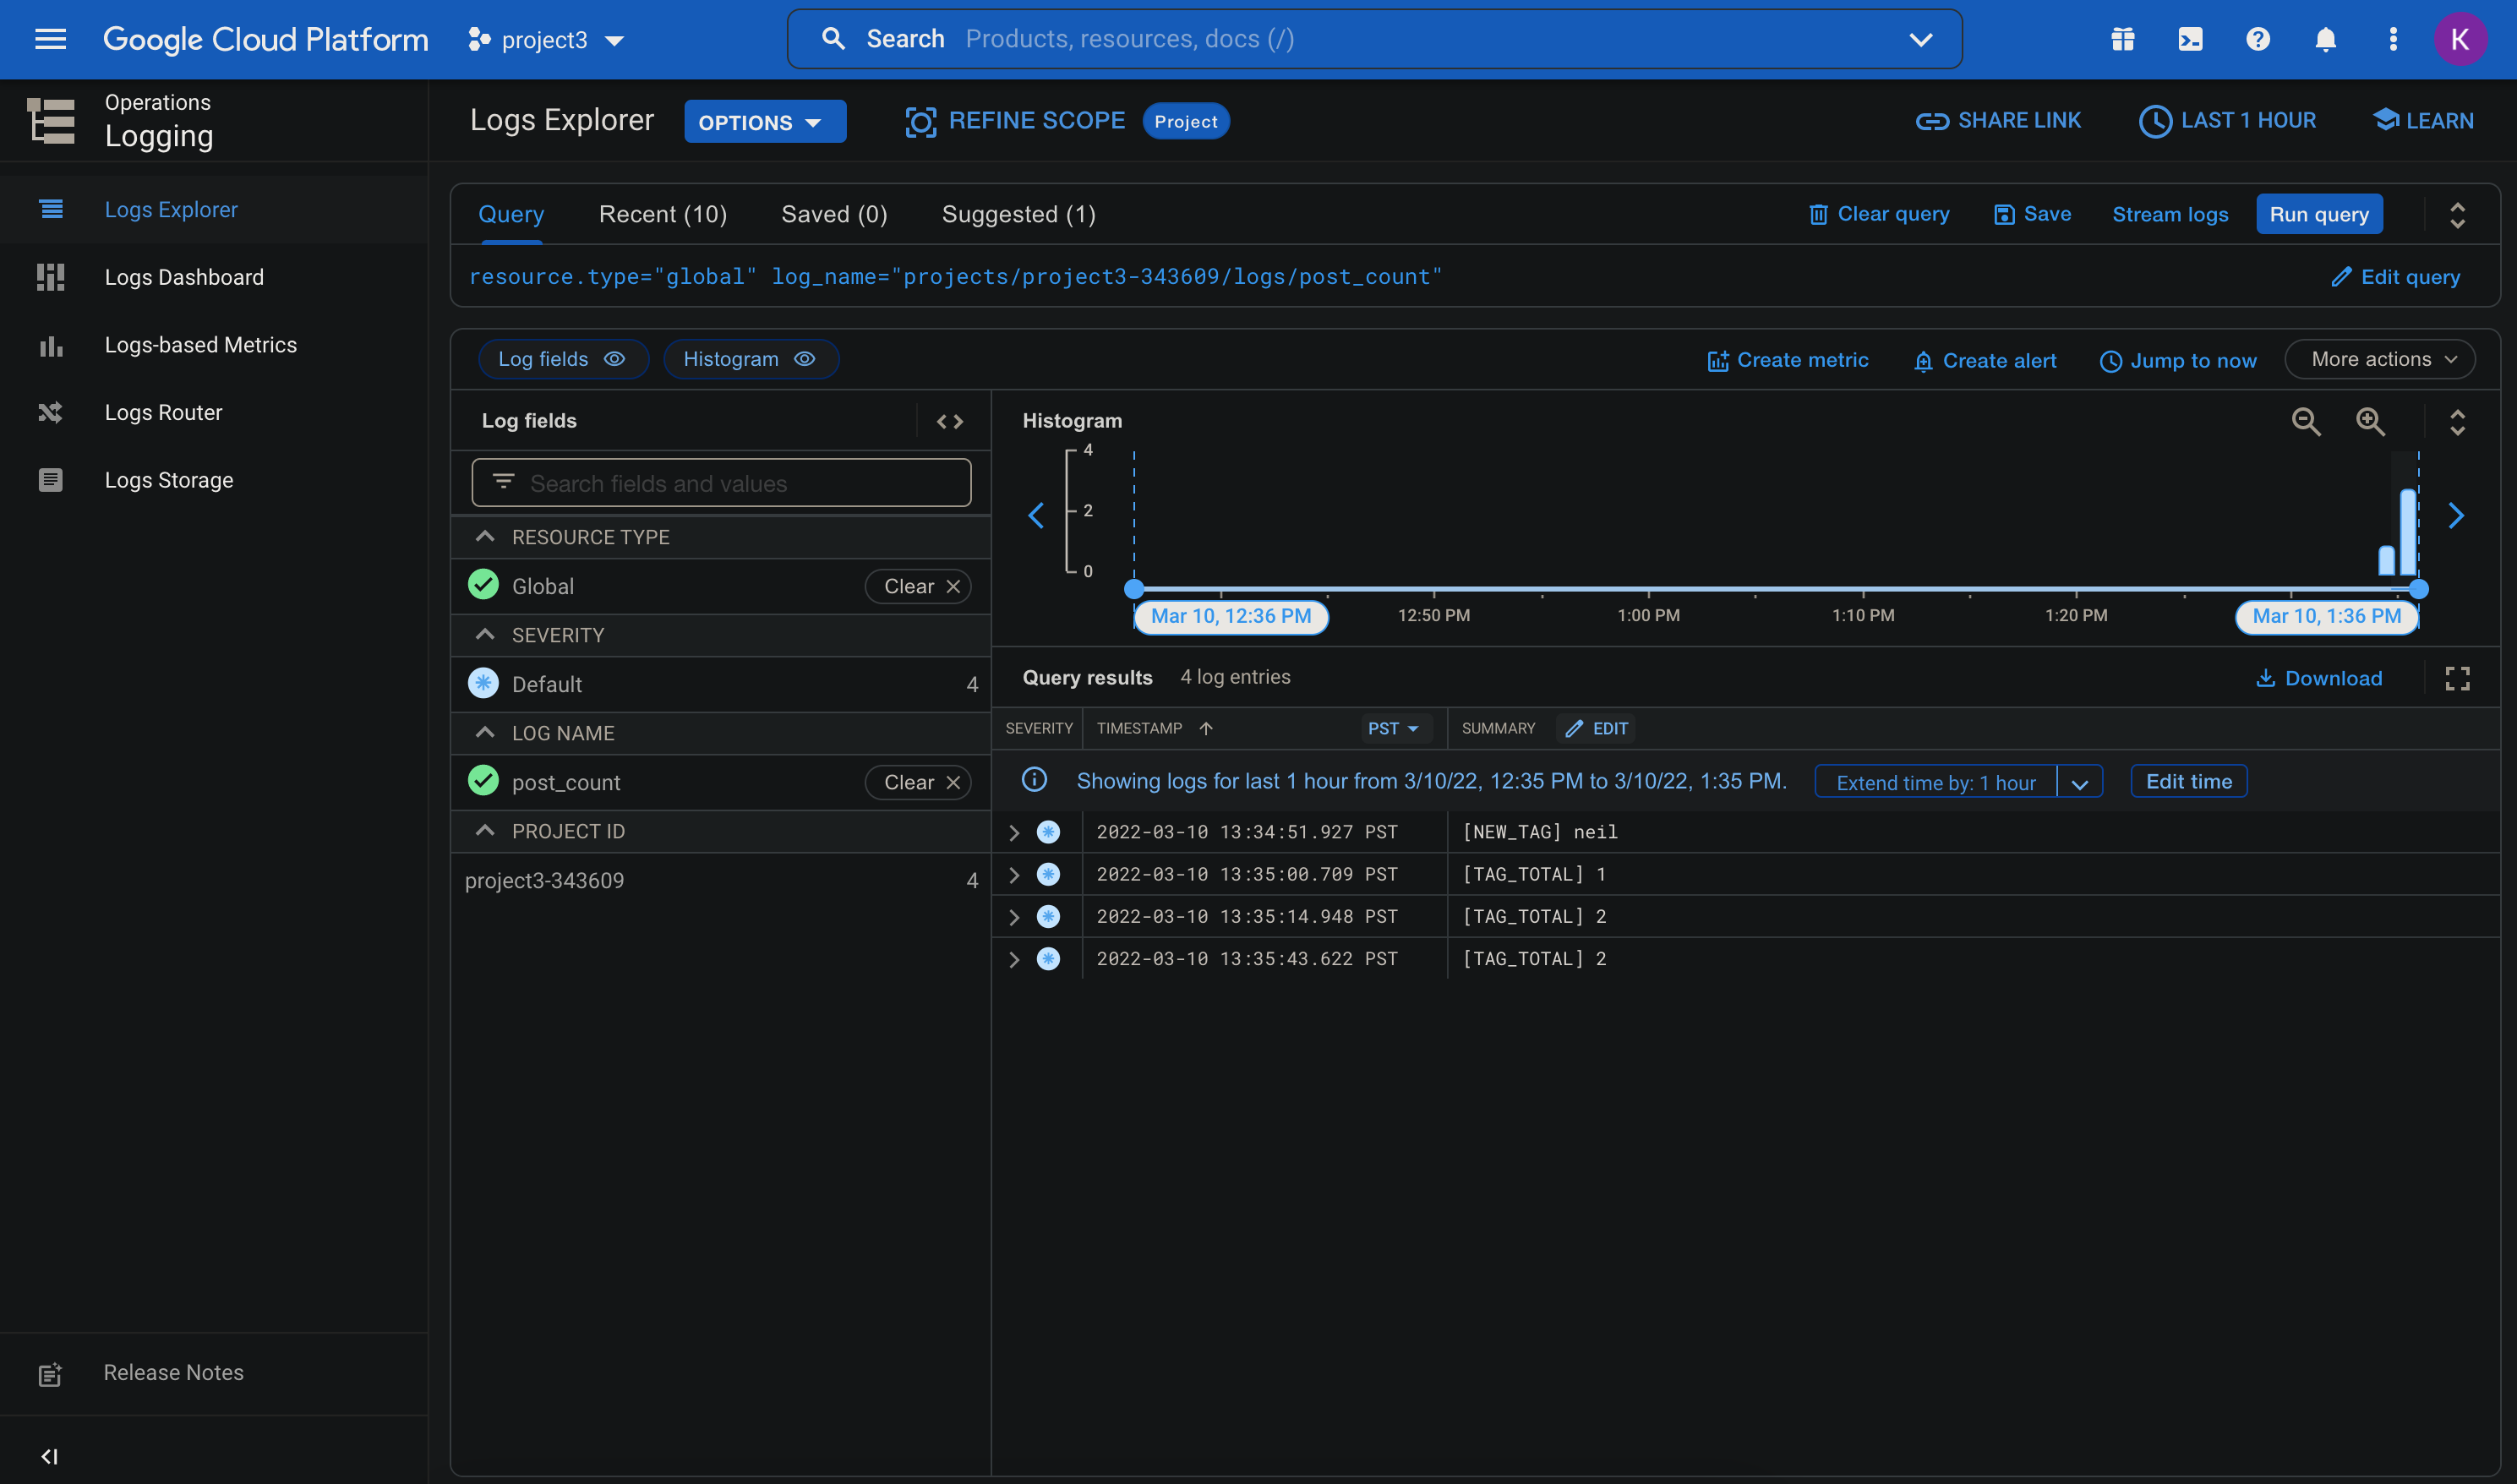 Google Cloud Platform project3 Search Products, resources, docs (/) K
Operations
Logging
Logs Explorer
Logs Dashboard
Logs-based Metrics
Logs Router
Logs Storage
Release Notes
Logs Explorer OPTIONS REFINE SCOPE Project SHARE LINK LAST 1 HOUR LEARN
Query Recent (10) Saved (0) Suggested (1) Clear query Save Stream logs Run query
resource.type="global" log_name="projects/project3-343609/logs/post_count" Edit query
Log fields Histogram Create metric Create alert Jump to now More actions
Log fields
Search fields and values
RESOURCE TYPE
Global Clear
SEVERITY
Default 4
LOG NAME
post_count Clear
PROJECT ID
project3-343609 4
Histogram
4
2
0
Mar 10, 12:36 PM 12:50 PM 1:00 PM 1:10 PM 1:20 PM Mar 10, 1:36 PM
Query results 4 log entries Download
SEVERITY TIMESTAMP PST SUMMARY EDIT
Showing logs for last 1 hour from 3/10/22, 12:35 PM to 3/10/22, 1:35 PM. Extend time by: 1 hour Edit time
2022-03-10 13:34:51.927 PST [NEW_TAG] neil
2022-03-10 13:35:00.709 PST [TAG_TOTAL] 1
2022-03-10 13:35:14.948 PST [TAG_TOTAL] 2
2022-03-10 13:35:43.622 PST [TAG_TOTAL] 2